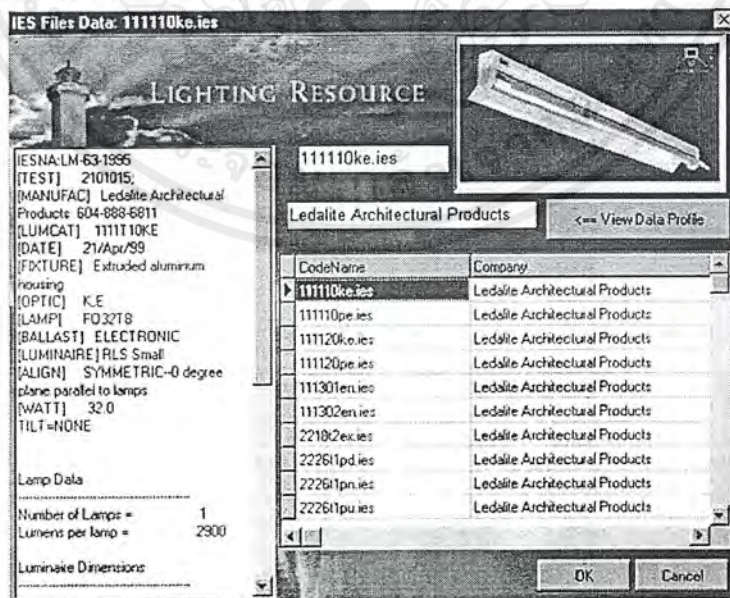 IES Files Data: 111110ke.ies
LIGHTING RESOURCE
IESNA:LM-63-1995
[TEST] 2101015;
[MANUFAC] Ledalite Architectural
Products 604-888-6811
[LUMCAT] 1111T10KE
[DATE] 21/Apr/99
[FIXTURE] Extruded aluminum
housing
[OPTIC] K,E
[LAMP] FO32T8
[BALLAST] ELECTRONIC
[LUMINAIRE] RLS Small
[ALIGN] SYMMETRIC--0 degree
plane parallel to lamps
[WATT] 32.0
TILT=NONE
Lamp Data
Number of Lamps = 1
Lumens per lamp = 2900
Luminaire Dimensions
111110ke.ies
Ledalite Architectural Products
<== View Data Profile
CodeName Company
111110ke.ies Ledalite Architectural Products
111110pe.ies Ledalite Architectural Products
111120ke.ies Ledalite Architectural Products
111120pe.ies Ledalite Architectural Products
111301en.ies Ledalite Architectural Products
111302en.ies Ledalite Architectural Products
2218t2ex.ies Ledalite Architectural Products
2226t1pd.ies Ledalite Architectural Products
2226t1pn.ies Ledalite Architectural Products
2226t1pu.ies Ledalite Architectural Products
OK Cancel